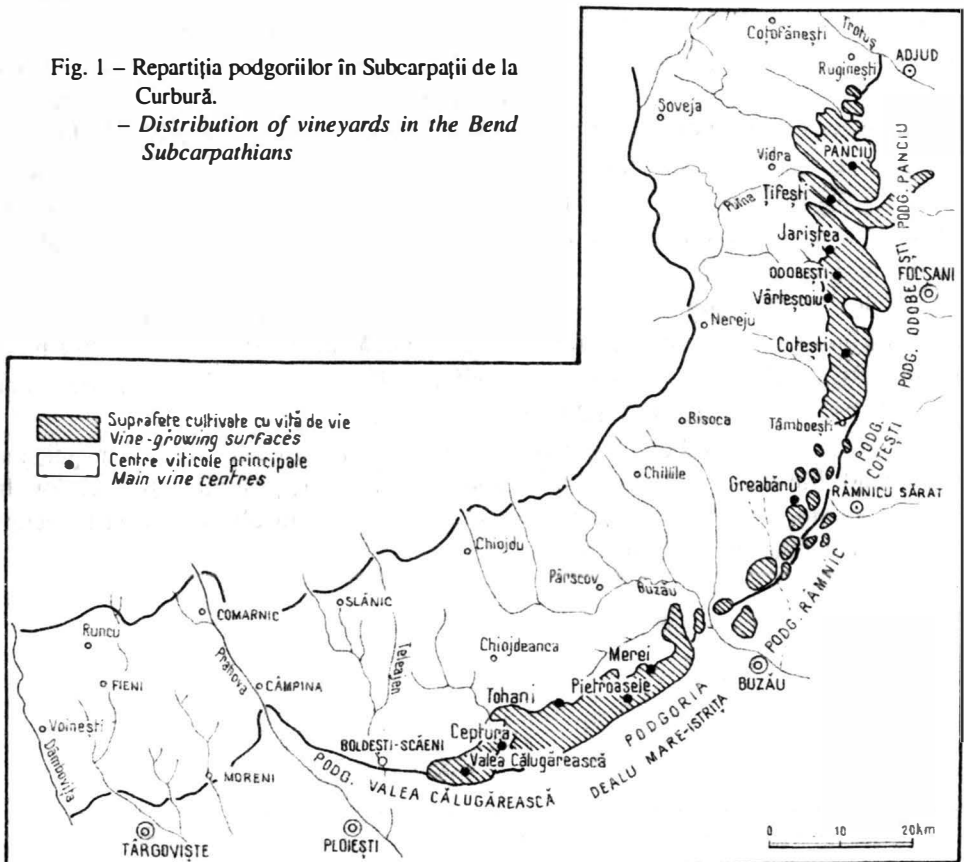 Fig. 1 – Repartiția podgoriilor în Subcarpații de la
Curbură.
– Distribution of vineyards in the Bend
Subcarpathians
Coțofănești
Trotuș
ADJUD
Ruginești
Șoveja
PANCIU
Vidra
Putna
Țifești
Jariștea
ODOBEȘTI
FOCȘANI
Vârteșcoiu
Nereju
Cotești
PODG. PANCIU
PODG. ODOBEȘTI
Suprafețe cultivate cu viță de vie
Vine-growing surfaces
Centre viticole principale
Main vine centres
Bisoca
Tâmboești
PODG.
COTEȘTI
Chiliile
Greabănu
RÂMNICU SĂRAT
Chiojdu
Pârscov
Buzău
PODG. RÂMNIC
SLĂNIC
COMARNIC
Runcu
Teleajen
Chiojdeanca
Merei
BUZĂU
Prahova
FIENI
CÂMPINA
Tohani
Pietroasele
Voinești
Ceptura
BOLDEȘTI-SCĂENI
Valea Călugărească
PODGORIA
DEALU MARE-ISTRIȚA
Dâmbovița
MORENI
PODG. VALEA CĂLUGĂREASCĂ
TÂRGOVIȘTE
PLOIEȘTI
0 10 20km